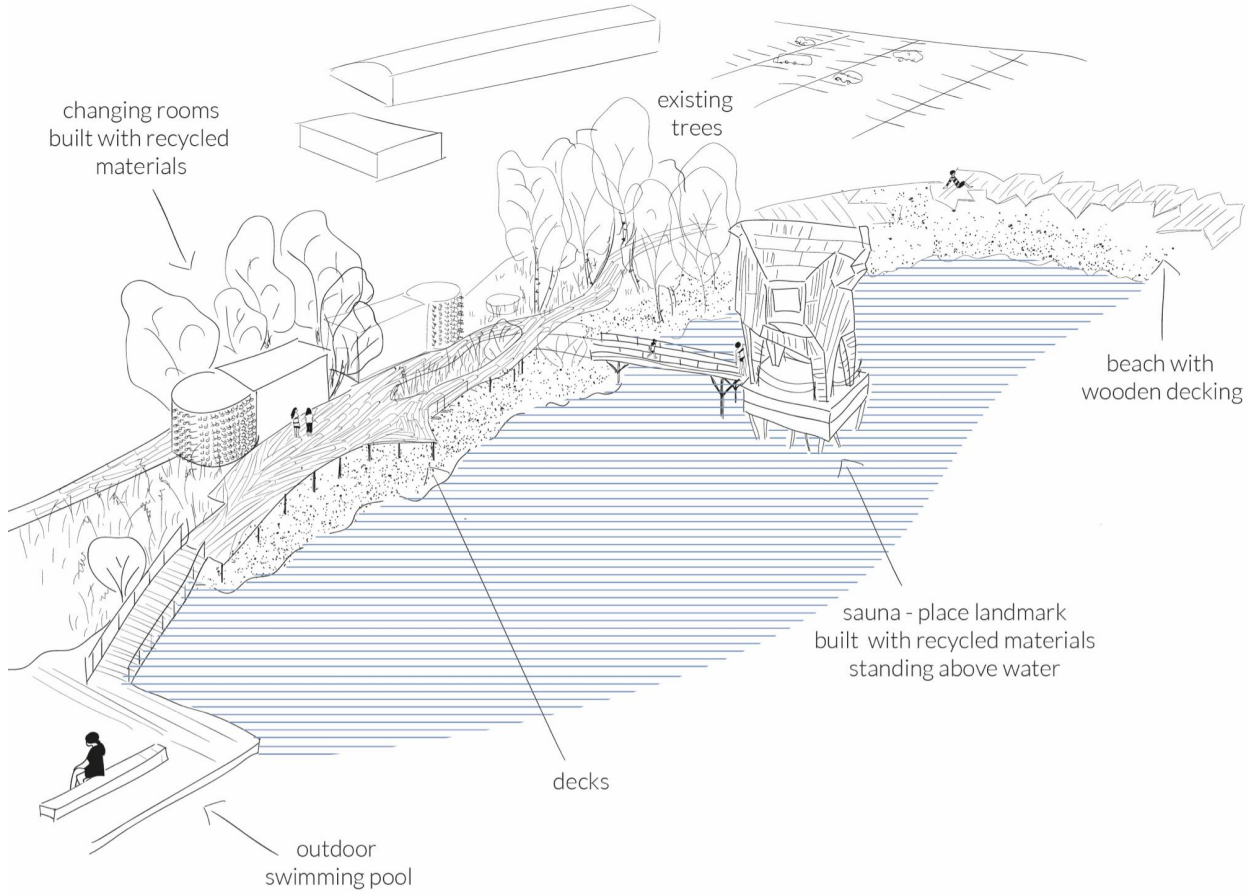 existing
trees
changing rooms
built with recycled
materials
beach with
wooden decking
sauna - place landmark
built with recycled materials
standing above water
decks
outdoor
swimming pool